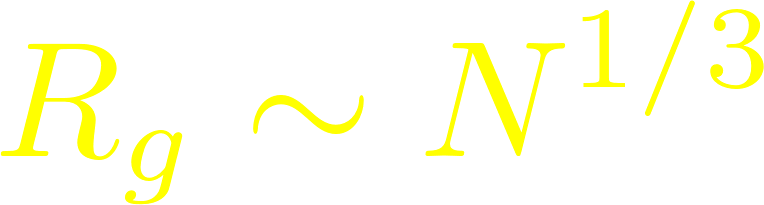 R_g ∼ N^{1/3}